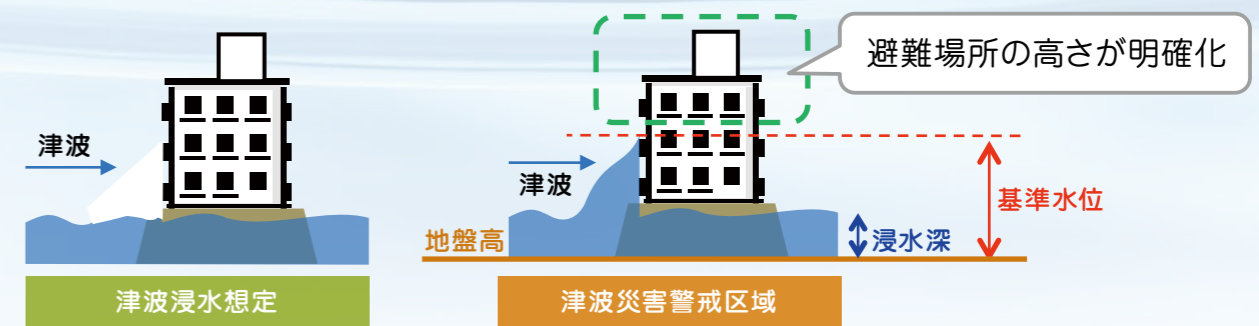 避難場所の高さが明確化
津波
津波
基準水位
地盤高
浸水深
津波浸水想定
津波災害警戒区域